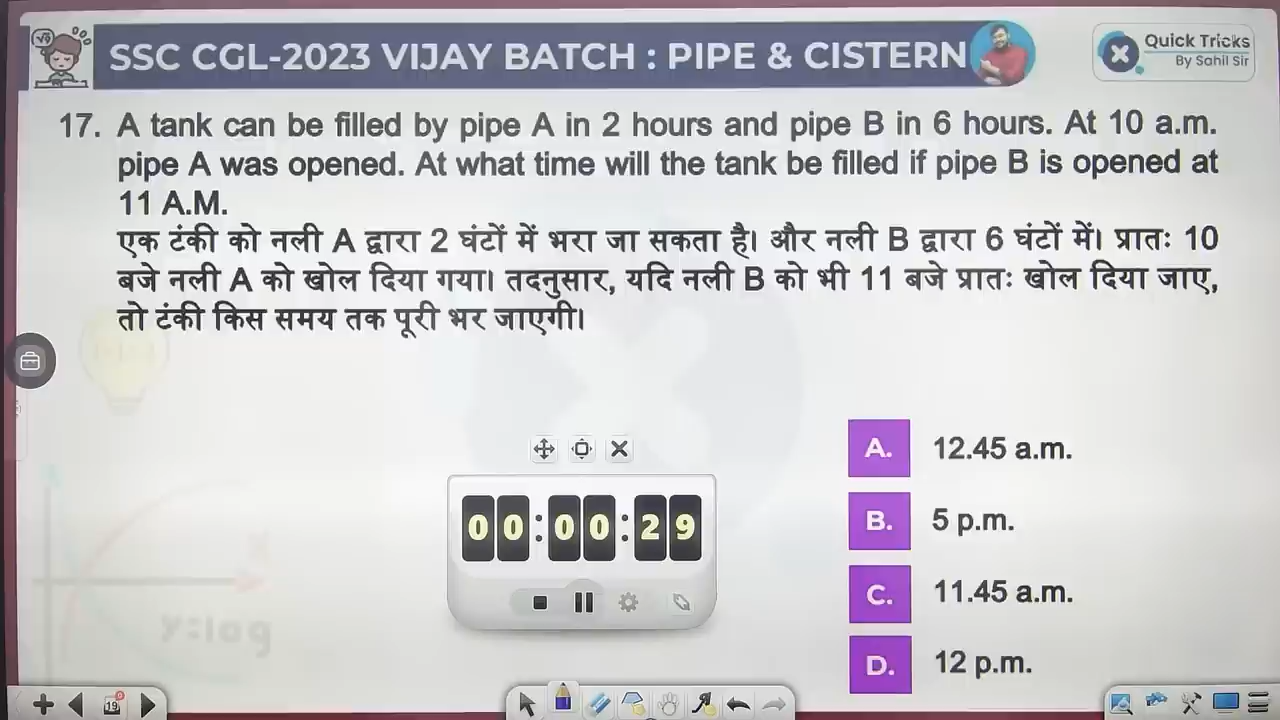 SSC CGL-2023 VIJAY BATCH : PIPE & CISTERN
Quick Tricks
By Sahil Sir
17. A tank can be filled by pipe A in 2 hours and pipe B in 6 hours. At 10 a.m.
pipe A was opened. At what time will the tank be filled if pipe B is opened at
11 A.M.
एक टंकी को नली A द्वारा 2 घंटों में भरा जा सकता है। और नली B द्वारा 6 घंटों में। प्रातः 10
बजे नली A को खोल दिया गया। तदनुसार, यदि नली B को भी 11 बजे प्रातः खोल दिया जाए,
तो टंकी किस समय तक पूरी भर जाएगी।
A. 12.45 a.m.
B. 5 p.m.
00:00:29
C. 11.45 a.m.
y=log
D. 12 p.m.
19